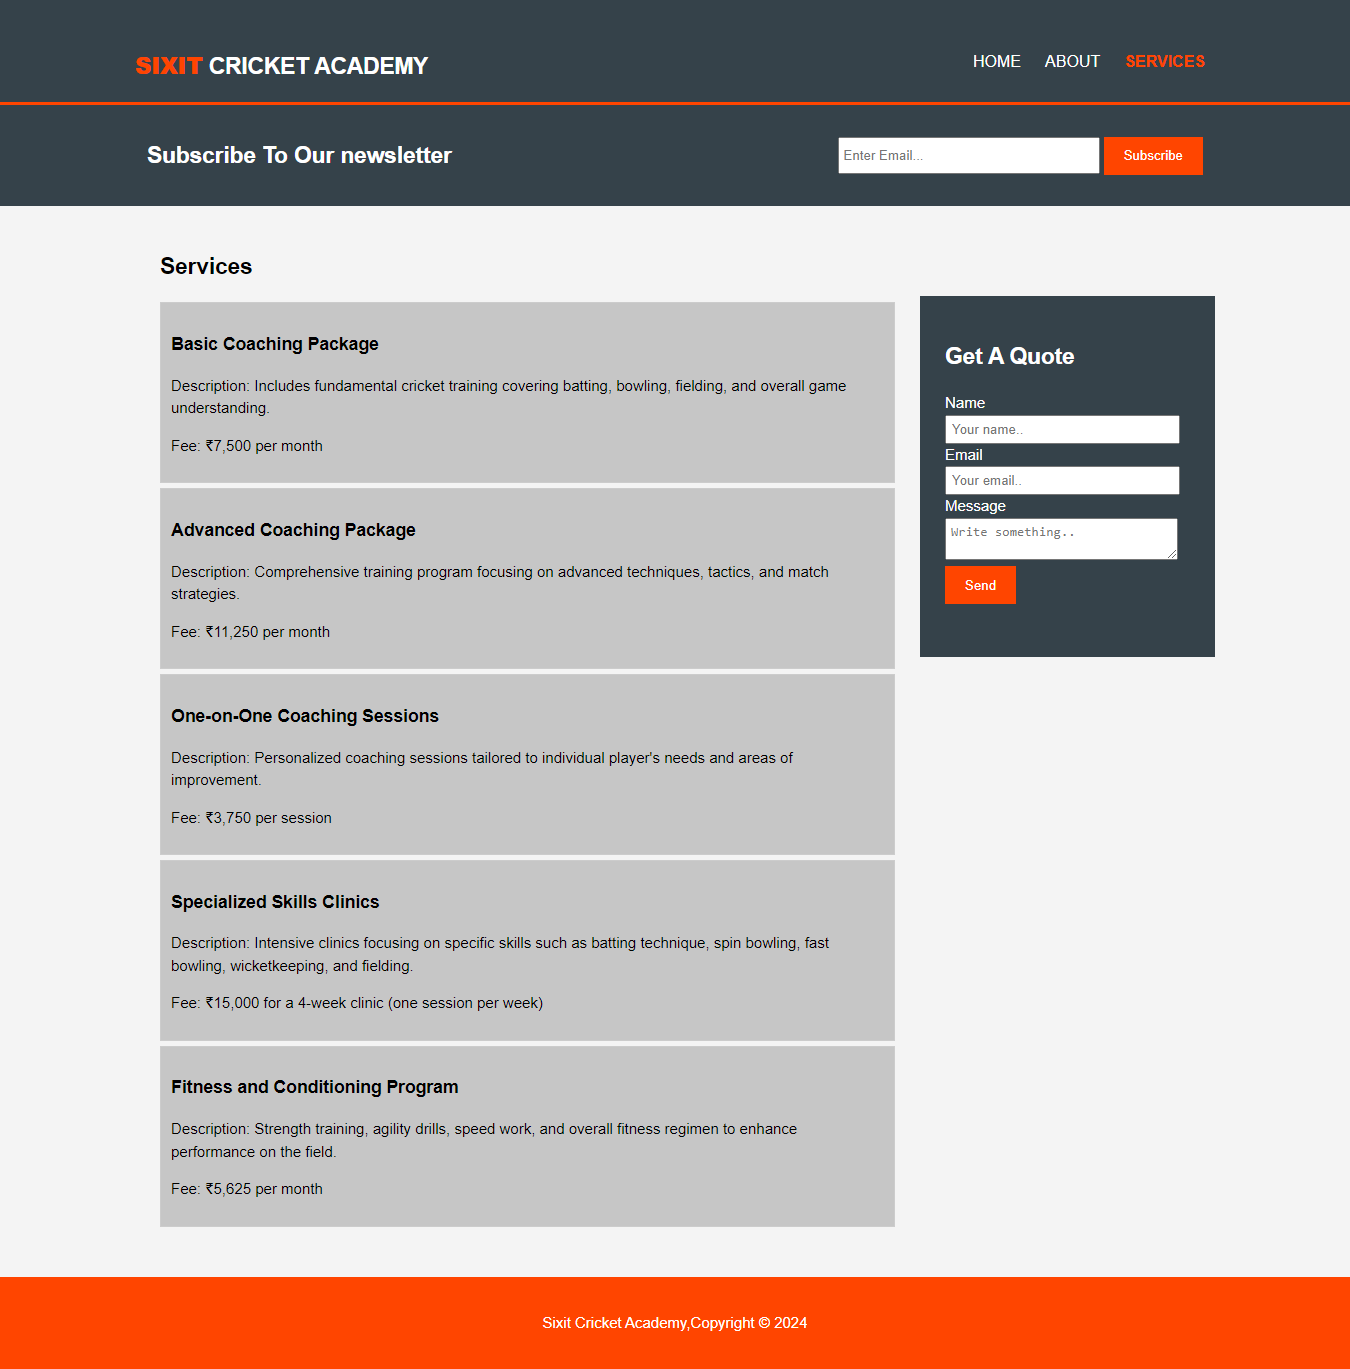 SIXIT CRICKET ACADEMY
HOME ABOUT SERVICES
Subscribe To Our newsletter
Enter Email...
Subscribe
Services
Basic Coaching Package
Description: Includes fundamental cricket training covering batting, bowling, fielding, and overall game
understanding.
Fee: ₹7,500 per month
Advanced Coaching Package
Description: Comprehensive training program focusing on advanced techniques, tactics, and match
strategies.
Fee: ₹11,250 per month
One-on-One Coaching Sessions
Description: Personalized coaching sessions tailored to individual player's needs and areas of
improvement.
Fee: ₹3,750 per session
Specialized Skills Clinics
Description: Intensive clinics focusing on specific skills such as batting technique, spin bowling, fast
bowling, wicketkeeping, and fielding.
Fee: ₹15,000 for a 4-week clinic (one session per week)
Fitness and Conditioning Program
Description: Strength training, agility drills, speed work, and overall fitness regimen to enhance
performance on the field.
Fee: ₹5,625 per month
Get A Quote
Name
Your name..
Email
Your email..
Message
Write something..
Send
Sixit Cricket Academy,Copyright © 2024